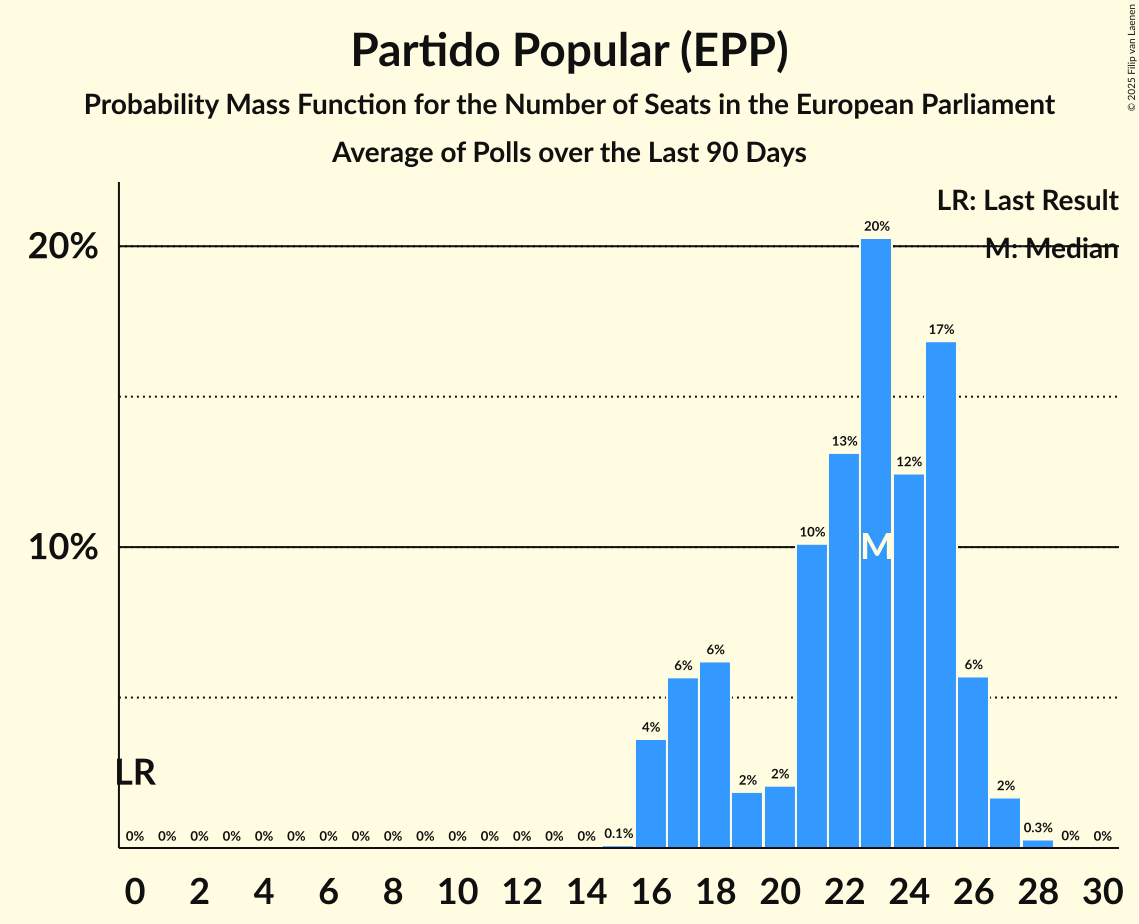 Partido Popular (EPP)
Probability Mass Function for the Number of Seats in the European Parliament
Average of Polls over the Last 90 Days
© 2025 Filip van Laenen
LR: Last Result
M: Median
20%
10%
20%
17%
13%
12%
10%
M
6%
6%
6%
4%
2%
2%
2%
LR
0% 0% 0% 0% 0% 0% 0% 0% 0% 0% 0% 0% 0% 0% 0% 0.1% 0.3% 0% 0%
0 2 4 6 8 10 12 14 16 18 20 22 24 26 28 30